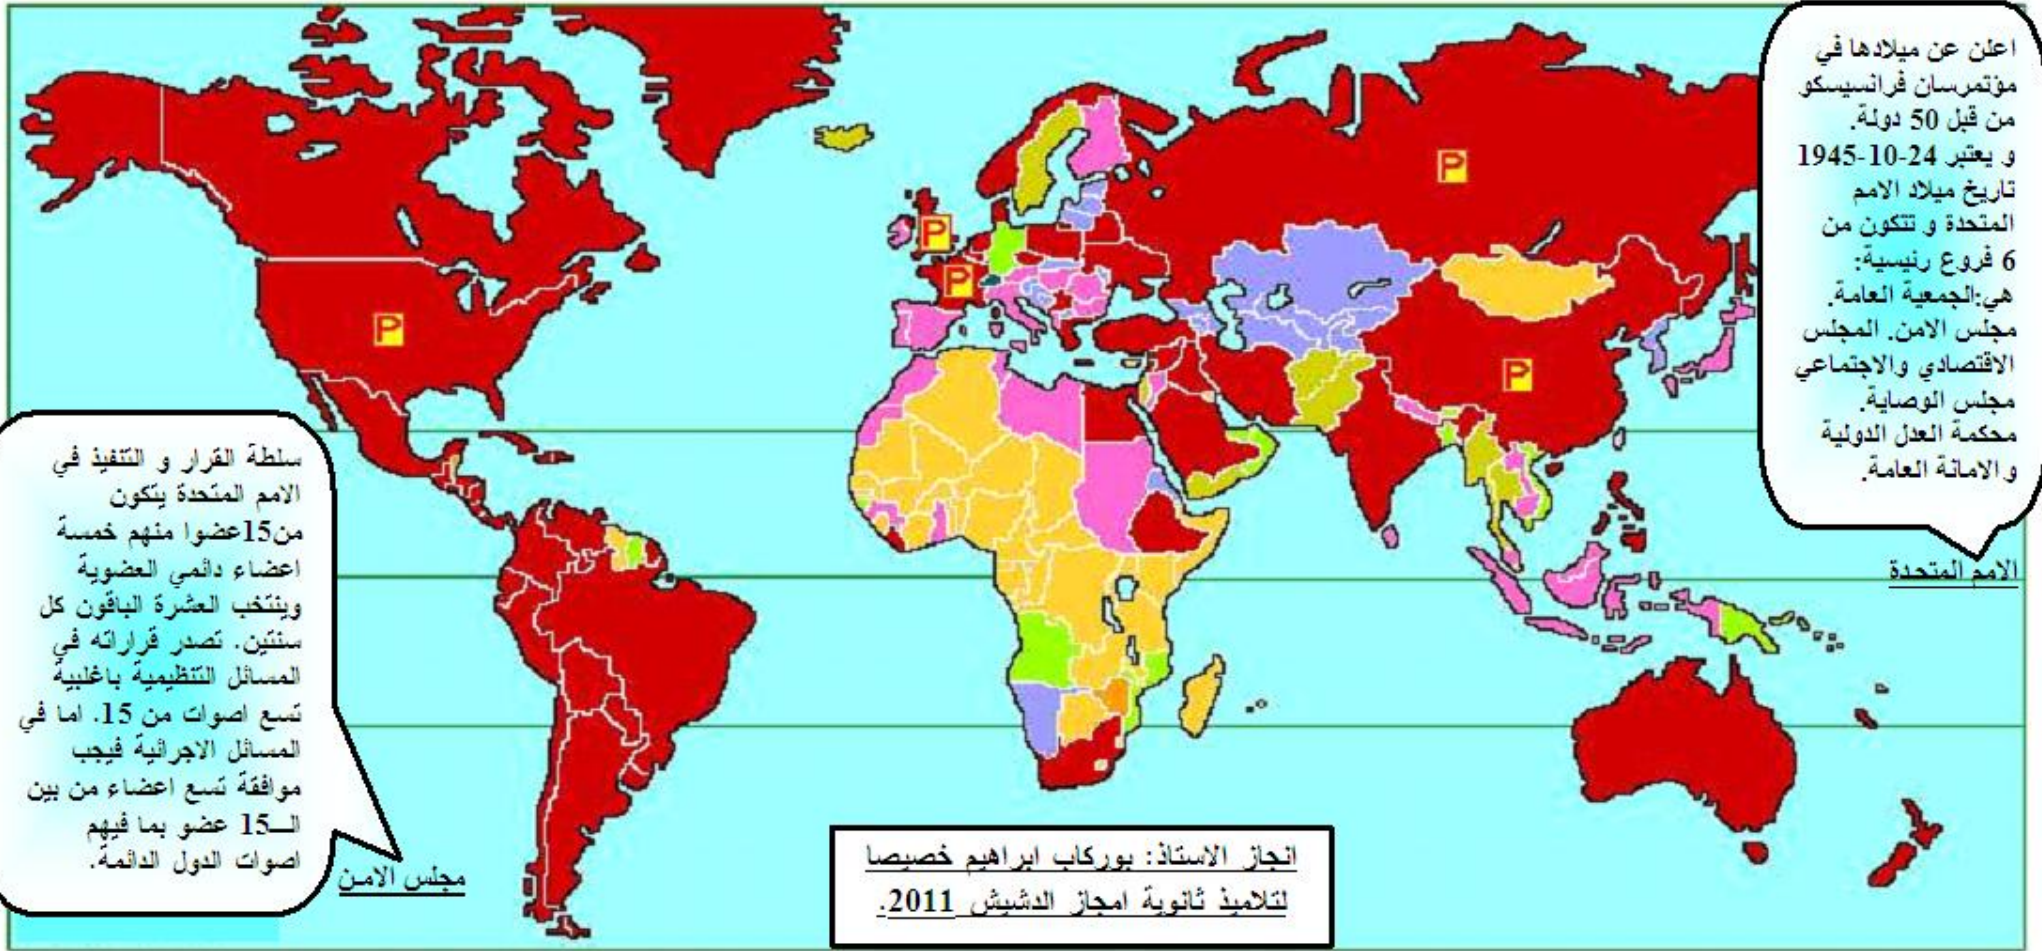 اعلن عن ميلادها في
مؤتمرسان فرانسيسكو
من قبل 50 دولة.
و يعتبر 24-10-1945
تاريخ ميلاد الامم
المتحدة و تتكون من
6 فروع رئيسية:
هي:الجمعية العامة.
مجلس الامن. المجلس
الاقتصادي والاجتماعي
مجلس الوصاية.
محكمة العدل الدولية
و الامانة العامة.
الامم المتحدة
P
P
P
P
P
سلطة القرار و التنفيذ في
الامم المتحدة يتكون
من15عضوا منهم خمسة
اعضاء دائمي العضوية
وينتخب العشرة الباقون كل
سنتين. تصدر قراراته في
المسائل التنظيمية باغلبية
تسع اصوات من 15. اما في
المسائل الاجرائية فيجب
موافقة تسع اعضاء من بين
الـــ15 عضو بما فيهم
اصوات الدول الدائمة.
مجلس الامن
انجاز الاستاذ: بوركاب ابراهيم خصيصا
لتلاميذ ثانوية امجاز الدشيش 2011.